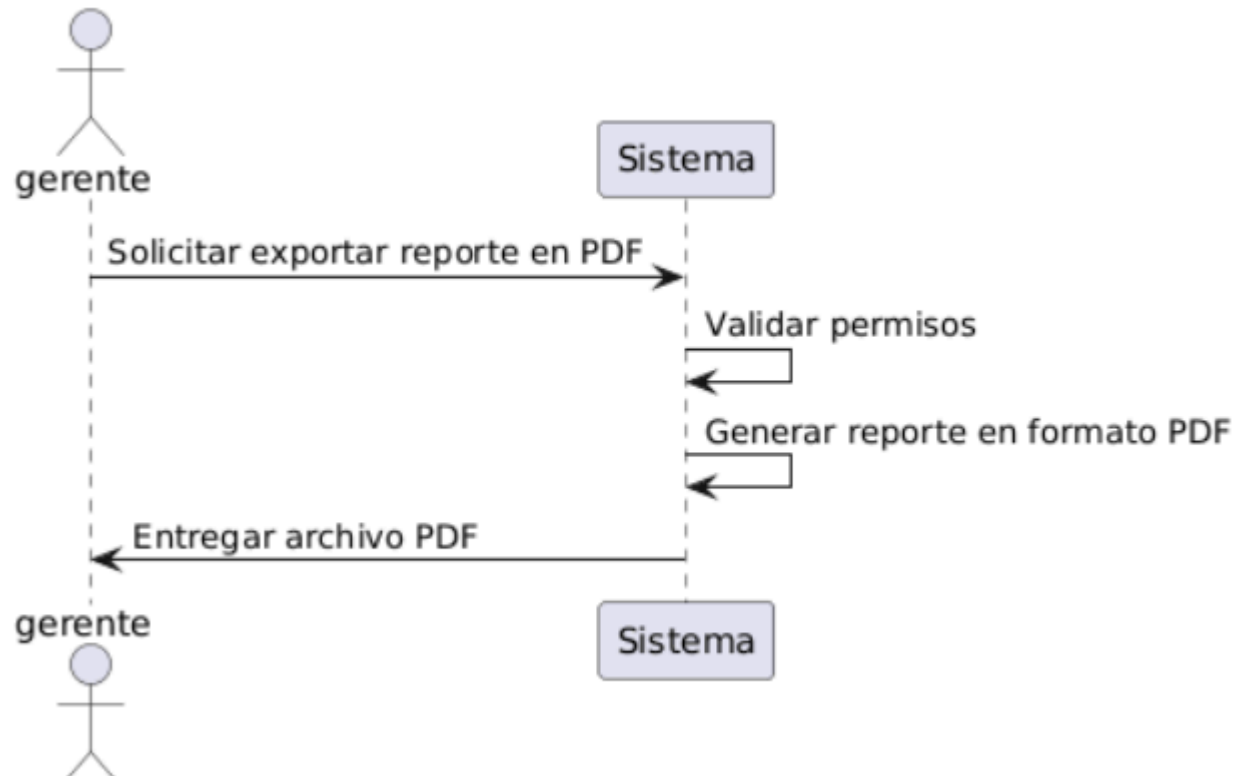 gerente
Sistema
Solicitar exportar reporte en PDF
Validar permisos
Generar reporte en formato PDF
Entregar archivo PDF
gerente
Sistema